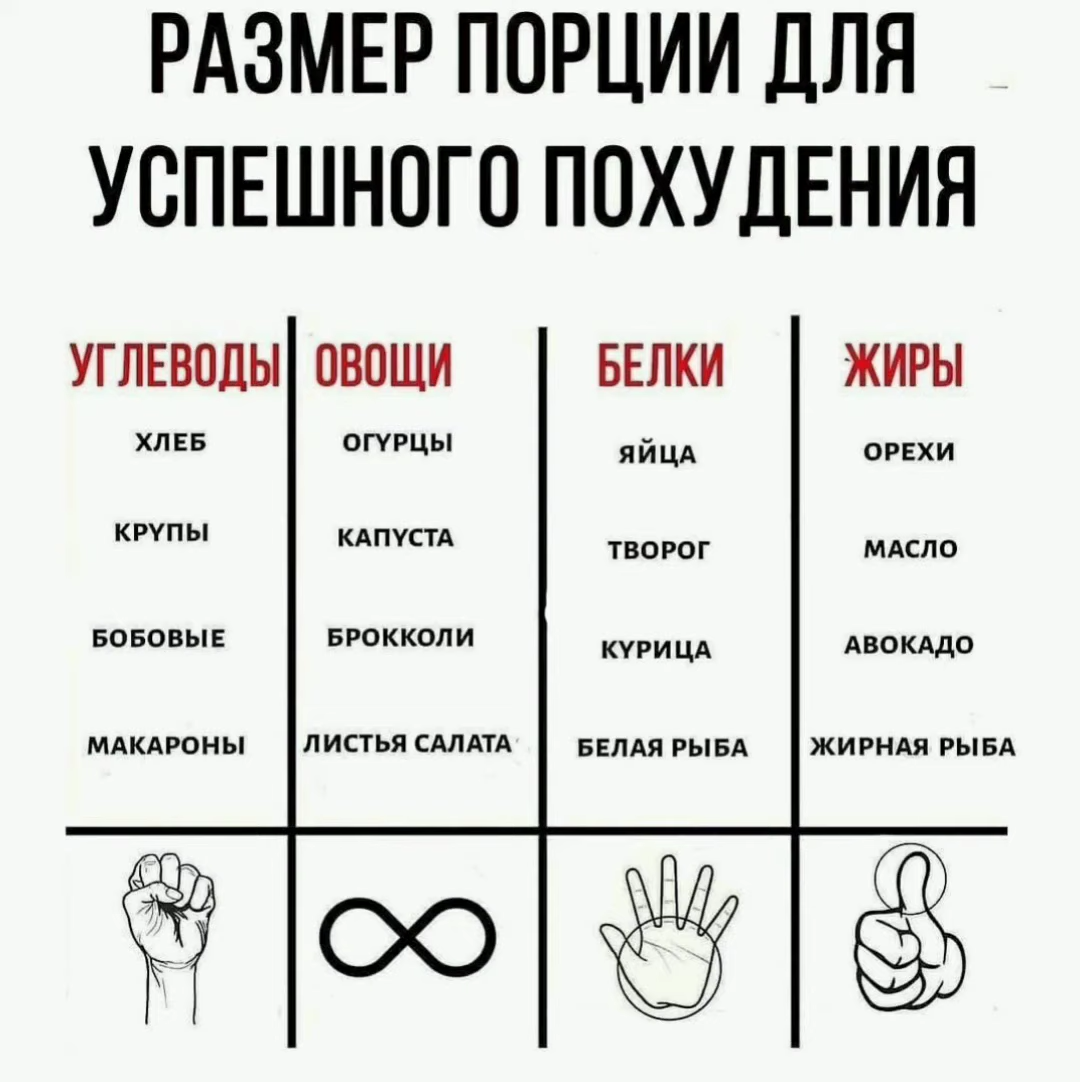 РАЗМЕР ПОРЦИИ ДЛЯ
УСПЕШНОГО ПОХУДЕНИЯ
УГЛЕВОДЫ
ХЛЕБ
КРУПЫ
БОБОВЫЕ
МАКАРОНЫ
ОВОЩИ
ОГУРЦЫ
КАПУСТА
БРОККОЛИ
ЛИСТЬЯ САЛАТА
БЕЛКИ
ЯЙЦА
ТВОРОГ
КУРИЦА
БЕЛАЯ РЫБА
ЖИРЫ
ОРЕХИ
МАСЛО
АВОКАДО
ЖИРНАЯ РЫБА
∞